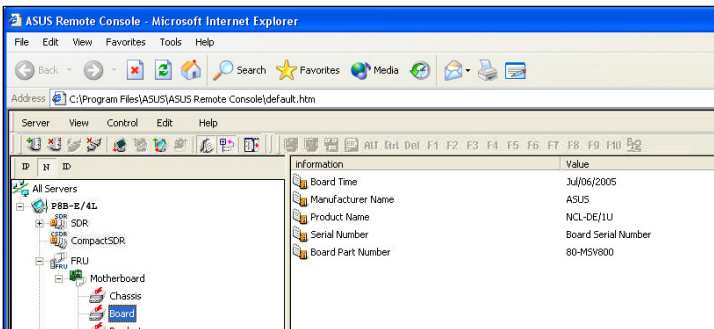 ASUS Remote Console - Microsoft Internet Explorer
File Edit View Favorites Tools Help
Back Search Favorites Media
Address C:\Program Files\ASUS\ASUS Remote Console\default.htm
Server View Control Edit Help
ALT Ctrl Del F1 F2 F3 F4 F5 F6 F7 F8 F9 F10
IP N ID
information Value
All Servers
P8B-E/4L
SDR SDR
CSDR CompactSDR
FRU FRU
Motherboard
Chassis
Board
Board Time Jul/06/2005
Manufacturer Name ASUS
Product Name NCL-DE/1U
Serial Number Board Serial Number
Board Part Number 80-MSV800